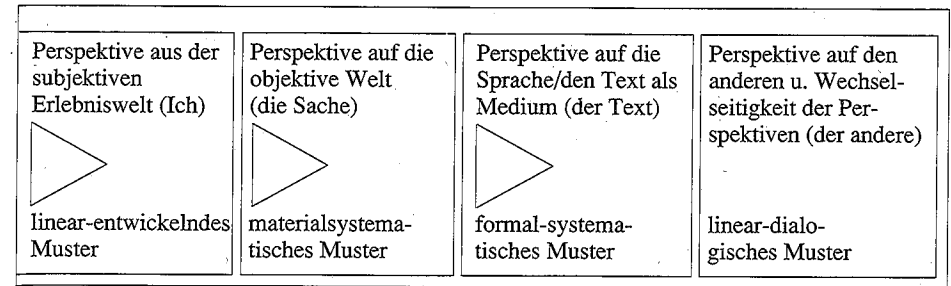 Perspektive aus der
subjektiven
Erlebniswelt (Ich)
linear-entwickelndes
Muster
Perspektive auf die
objektive Welt
(die Sache)
materialsystema-
tisches Muster
Perspektive auf die
Sprache/den Text als
Medium (der Text)
formal-systema-
tisches Muster
Perspektive auf den
anderen u. Wechsel-
seitigkeit der Per-
spektiven (der andere)
linear-dialo-
gisches Muster